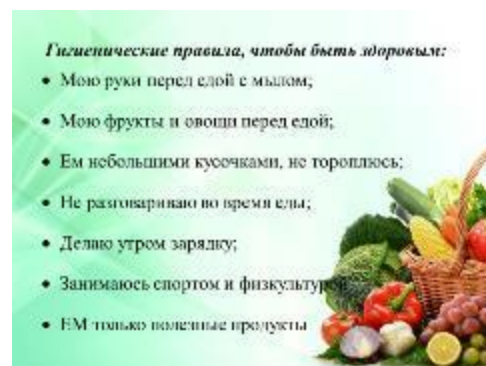 Гигиенические правила, чтобы быть здоровым:
• Мою руки перед едой с мылом;
• Мою фрукты и овощи перед едой;
• Ем небольшими кусочками, не тороплюсь;
• Не разговариваю во время еды;
• Делаю утром зарядку;
• Занимаюсь спортом и физкультурой
• ЕМ только полезные продукты